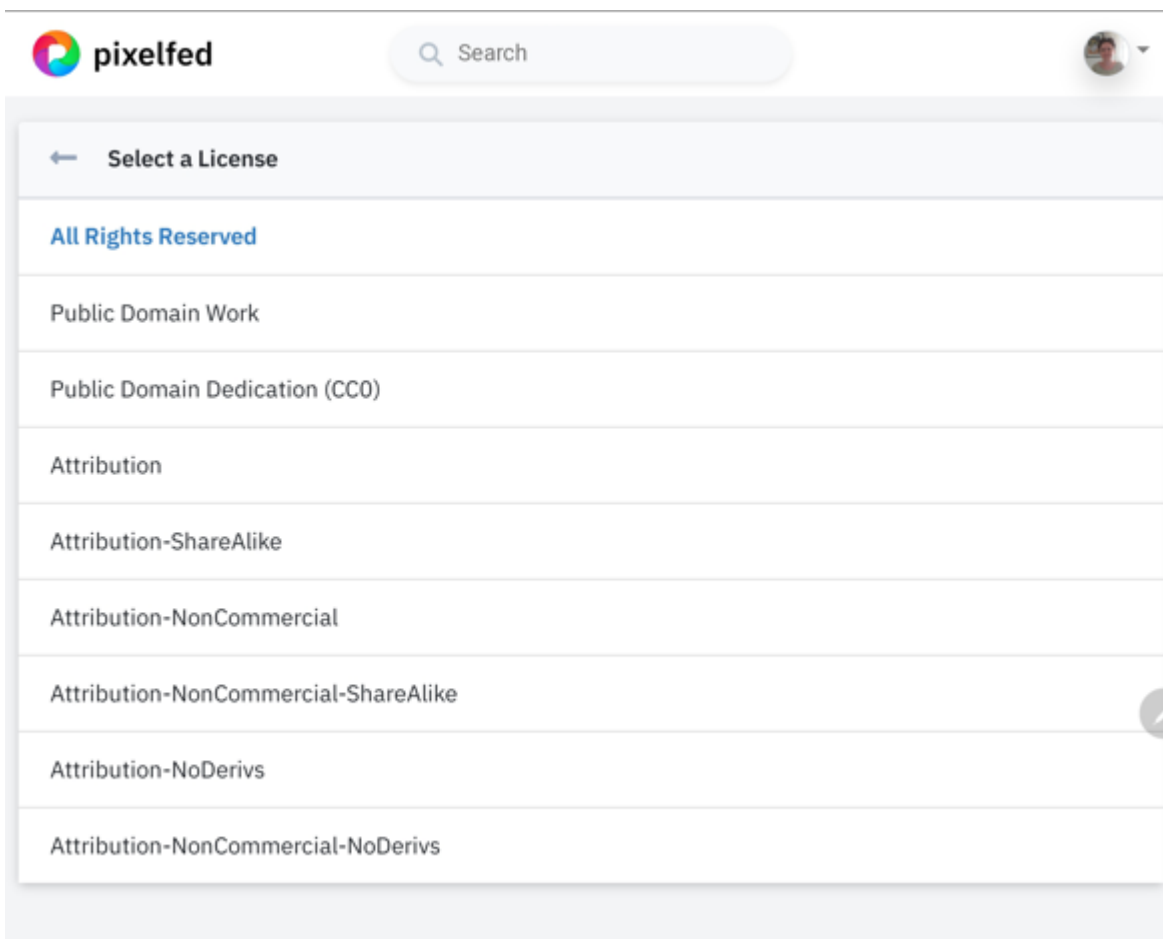 pixelfed
Search
Select a License
All Rights Reserved
Public Domain Work
Public Domain Dedication (CC0)
Attribution
Attribution-ShareAlike
Attribution-NonCommercial
Attribution-NonCommercial-ShareAlike
Attribution-NoDerivs
Attribution-NonCommercial-NoDerivs